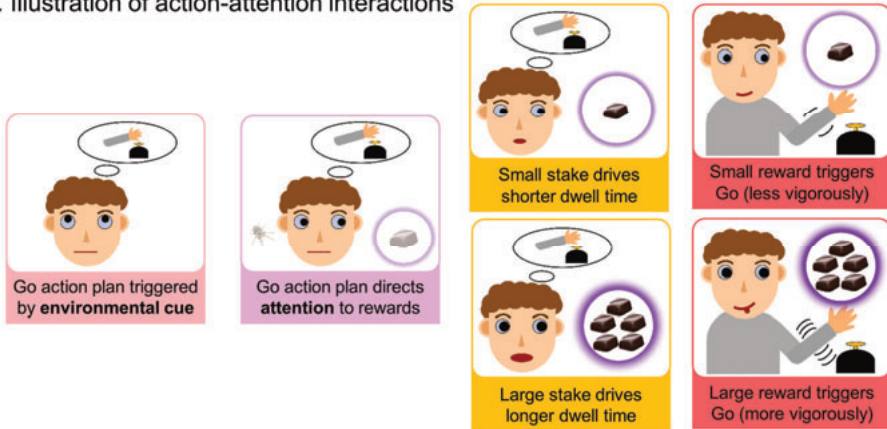 . Illustration of action-attention interactions
Go action plan triggered
by environmental cue
Go action plan directs
attention to rewards
Small stake drives
shorter dwell time
Small reward triggers
Go (less vigorously)
Large stake drives
longer dwell time
Large reward triggers
Go (more vigorously)